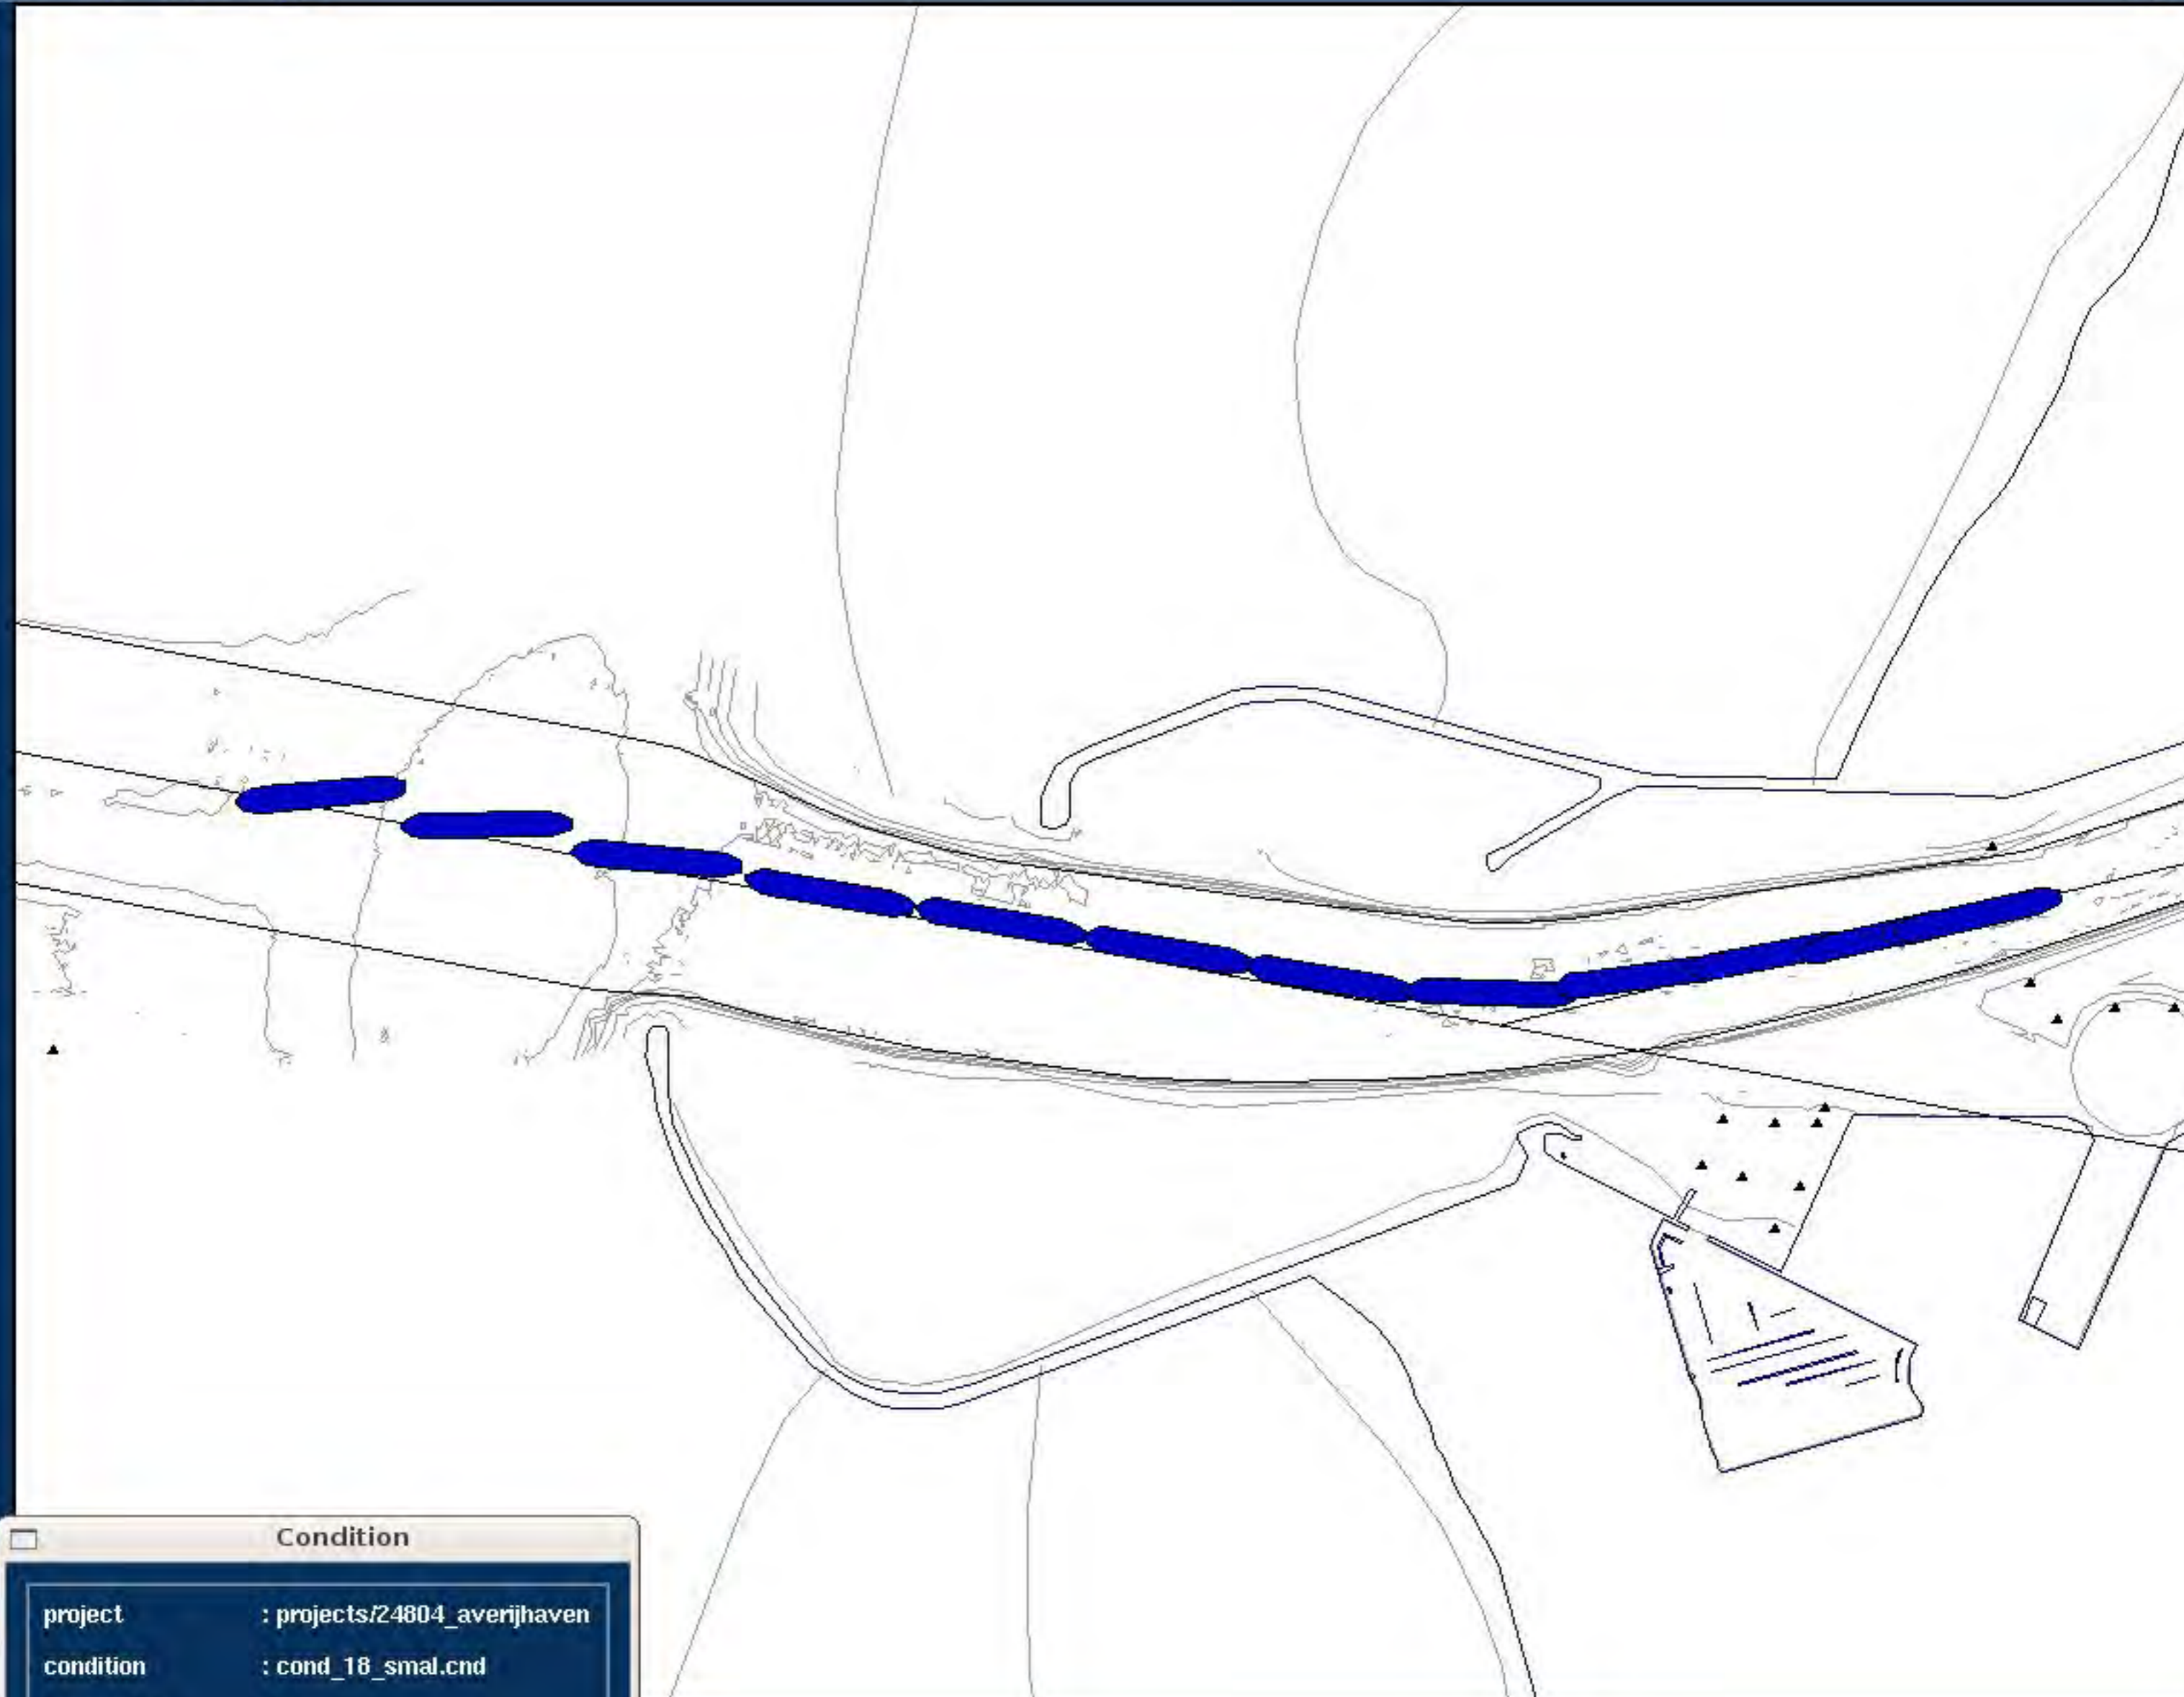 Condition
project : projects/24804_averijhaven
condition : cond_18_smal.cnd